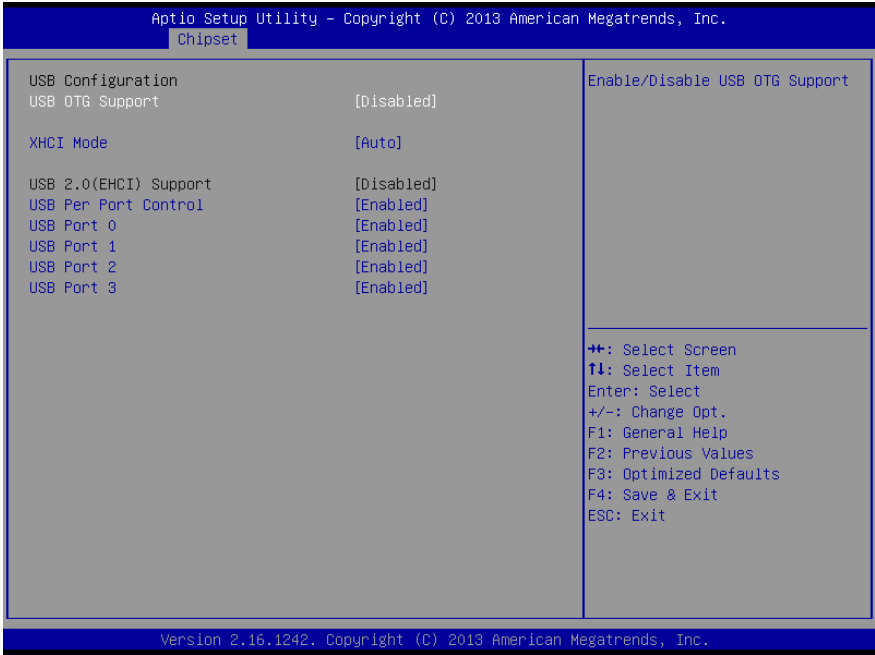 Aptio Setup Utility – Copyright (C) 2013 American Megatrends, Inc.
Chipset
USB Configuration
USB OTG Support [Disabled]
XHCI Mode [Auto]
USB 2.0(EHCI) Support [Disabled]
USB Per Port Control [Enabled]
USB Port 0 [Enabled]
USB Port 1 [Enabled]
USB Port 2 [Enabled]
USB Port 3 [Enabled]
Enable/Disable USB OTG Support
→←: Select Screen
↑↓: Select Item
Enter: Select
+/-: Change Opt.
F1: General Help
F2: Previous Values
F3: Optimized Defaults
F4: Save & Exit
ESC: Exit
Version 2.16.1242. Copyright (C) 2013 American Megatrends, Inc.